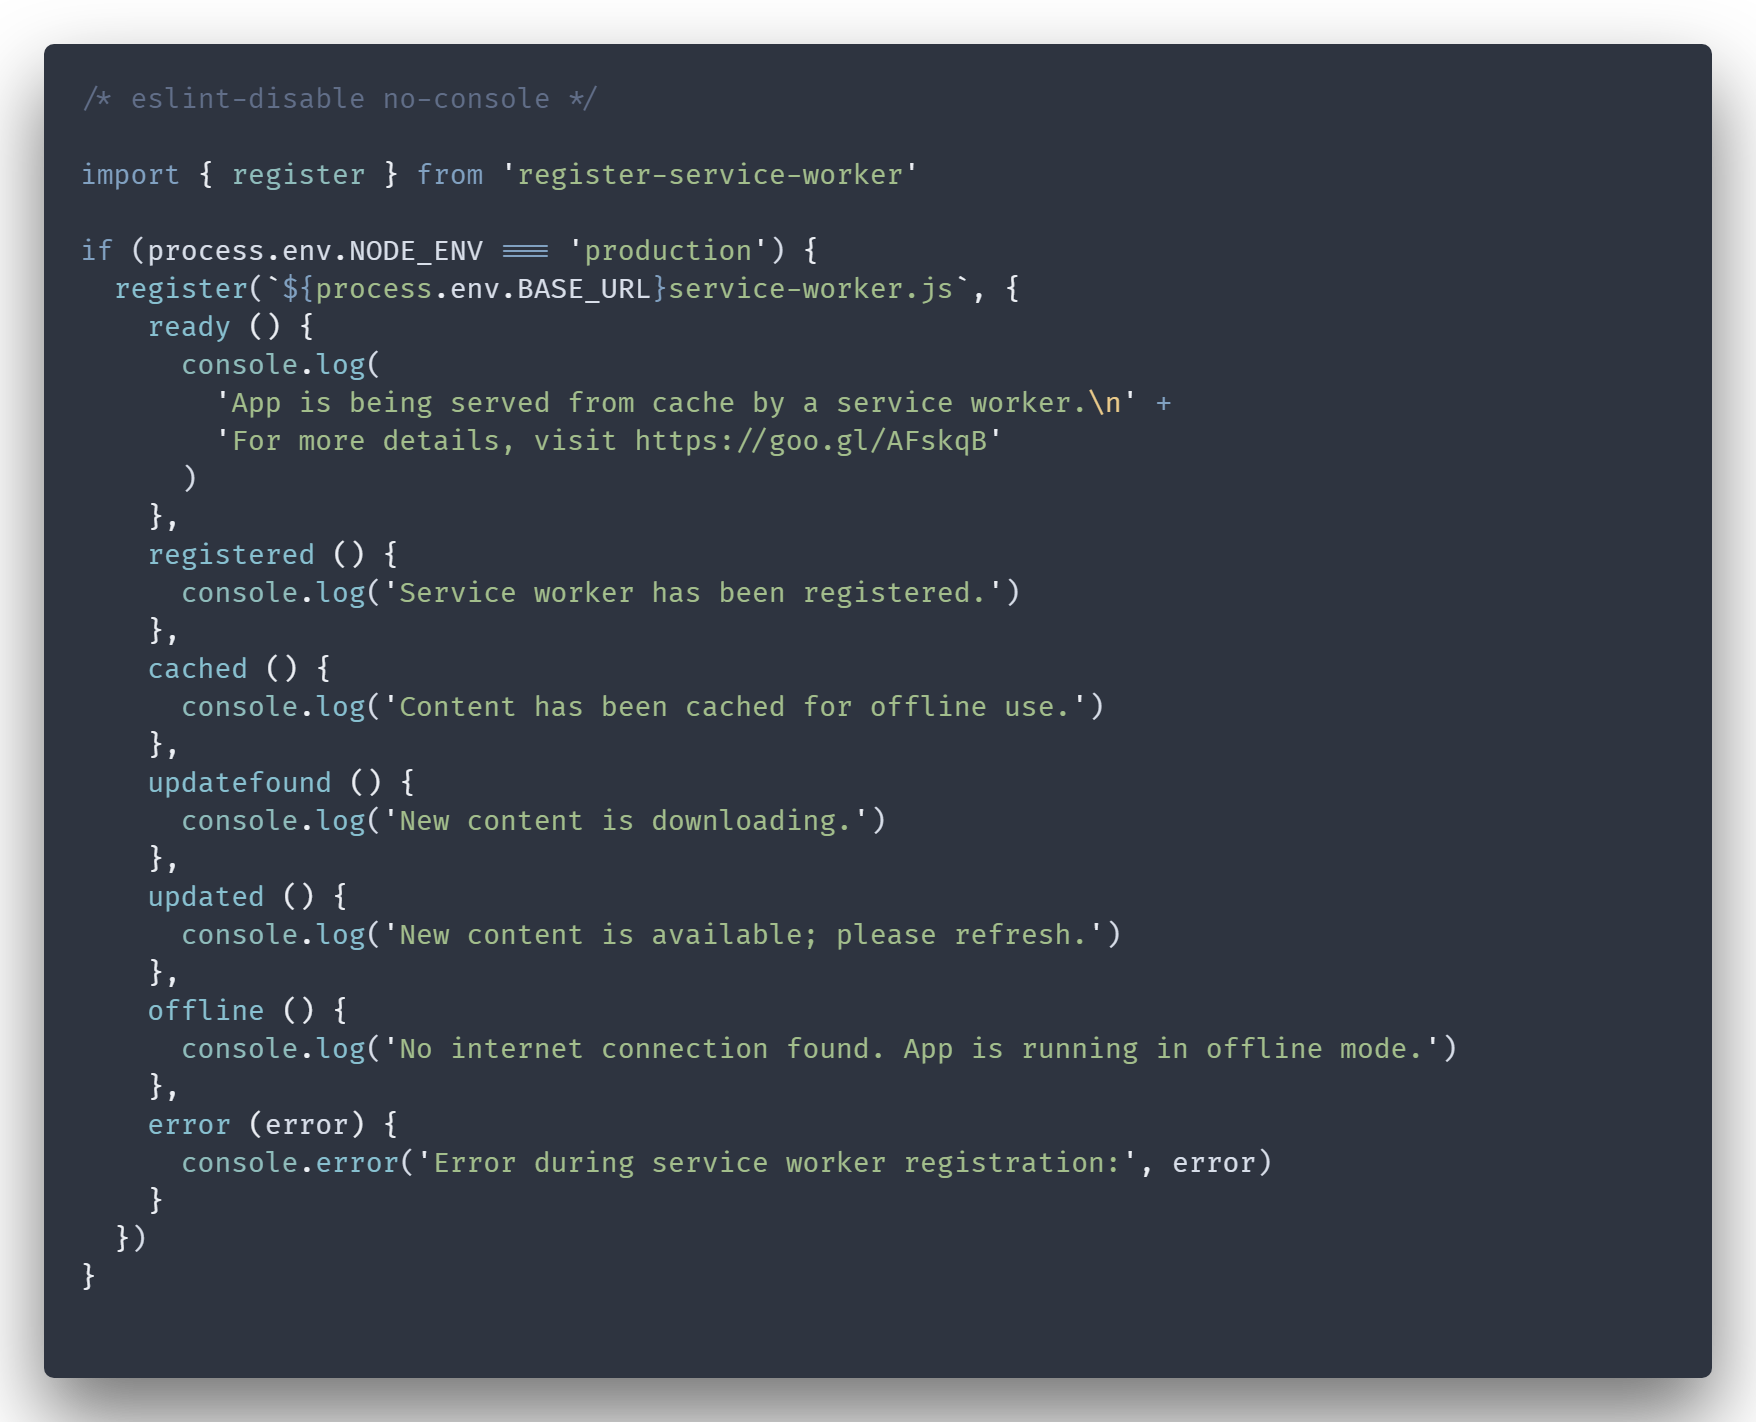 /* eslint-disable no-console */

import { register } from 'register-service-worker'

if (process.env.NODE_ENV === 'production') {
  register(`${process.env.BASE_URL}service-worker.js`, {
    ready () {
      console.log(
        'App is being served from cache by a service worker.\n' +
        'For more details, visit https://goo.gl/AFskqB'
      )
    },
    registered () {
      console.log('Service worker has been registered.')
    },
    cached () {
      console.log('Content has been cached for offline use.')
    },
    updatefound () {
      console.log('New content is downloading.')
    },
    updated () {
      console.log('New content is available; please refresh.')
    },
    offline () {
      console.log('No internet connection found. App is running in offline mode.')
    },
    error (error) {
      console.error('Error during service worker registration:', error)
    }
  })
}